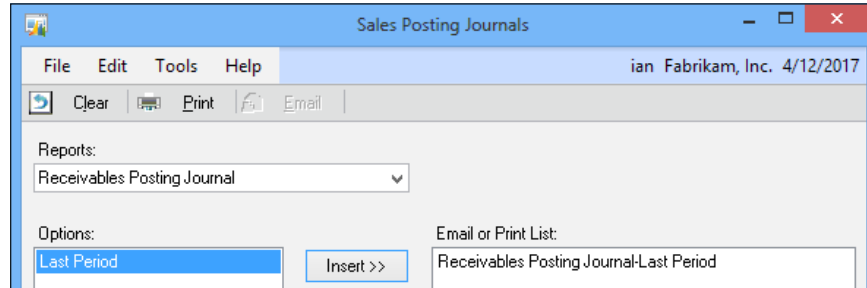 Sales Posting Journals
File Edit Tools Help ian Fabrikam, Inc. 4/12/2017
Clear Print Email
Reports:
Receivables Posting Journal
Options: Email or Print List:
Last Period Insert >> Receivables Posting Journal-Last Period